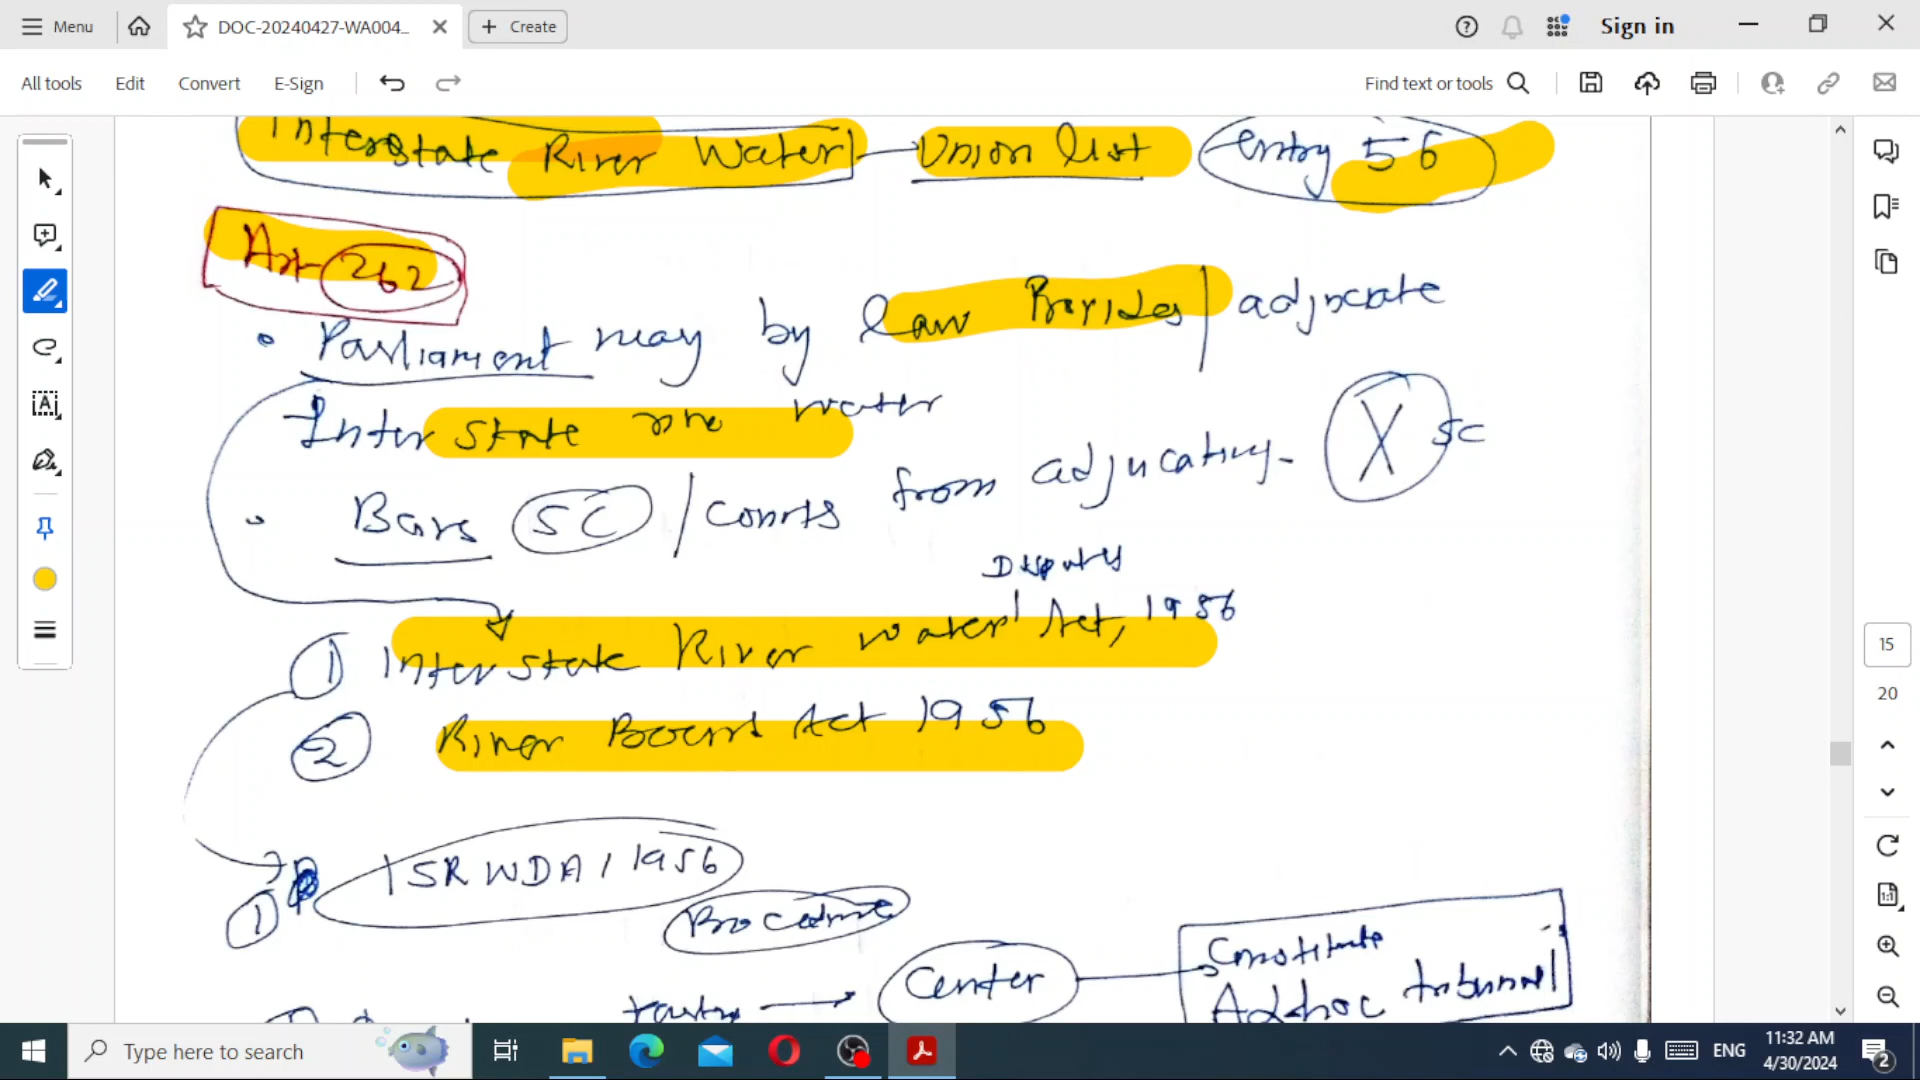 Menu
DOC-20240427-WA004...
+ Create
Sign in
All tools Edit Convert E-Sign
Find text or tools
Interstate River Water Union list entry 56
Art 262
Parliament may by law Provides / adjucate
Inter state water
Bars SC / Courts from adjucating - X SC
Disputes
① Inter state River water Act, 1956
② River Board Act 1956
① ISRWDA, 1956
Procedure
Center
Constitute
Adhoc tribunal
15
20
Type here to search
ENG
11:32 AM
4/30/2024
2